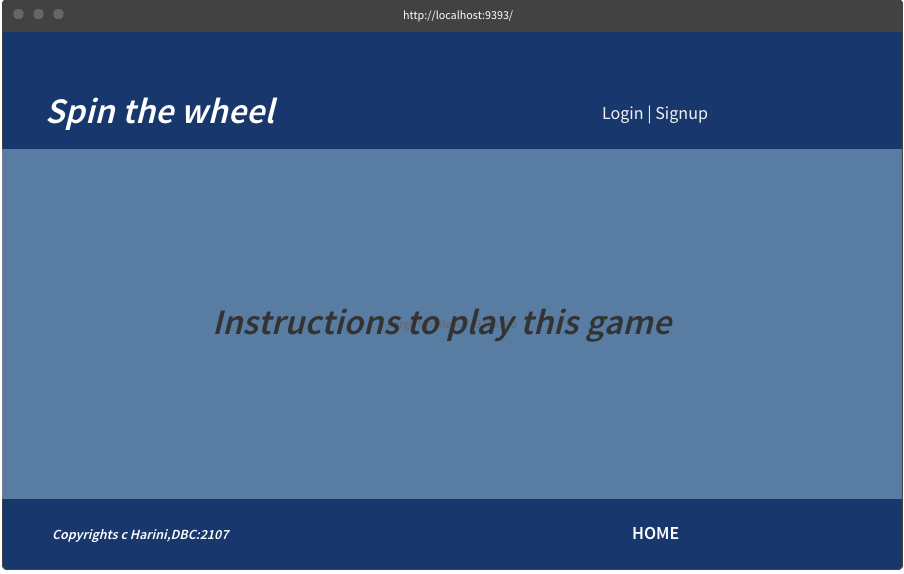 http://localhost:9393/
Spin the wheel
Login | Signup
Instructions to play this game
Copyrights c Harini,DBC:2107
HOME